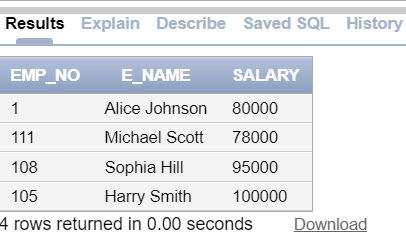 Results Explain Describe Saved SQL History
EMP_NO E_NAME SALARY
1 Alice Johnson 80000
111 Michael Scott 78000
108 Sophia Hill 95000
105 Harry Smith 100000
4 rows returned in 0.00 seconds Download